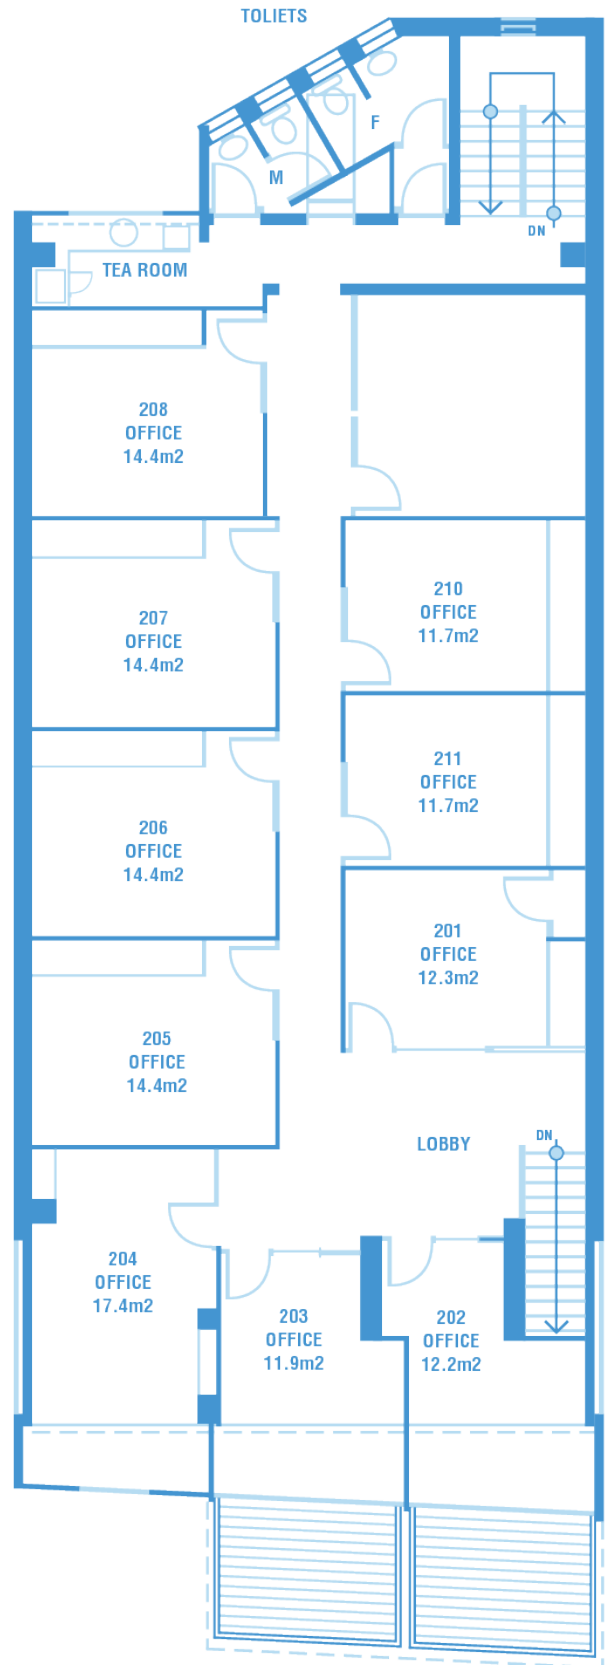 TOLIETS
F
M
DN
TEA ROOM
208
OFFICE
14.4m2
207
OFFICE
14.4m2
210
OFFICE
11.7m2
211
OFFICE
11.7m2
206
OFFICE
14.4m2
201
OFFICE
12.3m2
205
OFFICE
14.4m2
LOBBY
DN
204
OFFICE
17.4m2
203
OFFICE
11.9m2
202
OFFICE
12.2m2